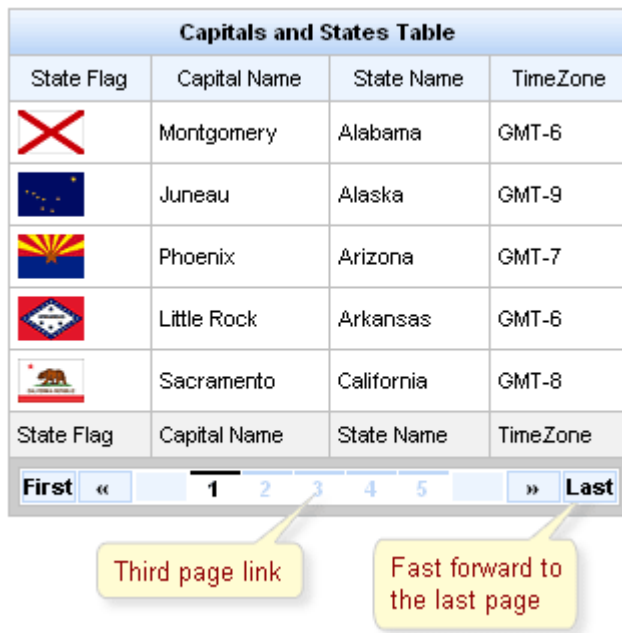 Capitals and States Table
State Flag Capital Name State Name TimeZone
Montgomery Alabama GMT-6
Juneau Alaska GMT-9
Phoenix Arizona GMT-7
Little Rock Arkansas GMT-6
Sacramento California GMT-8
State Flag Capital Name State Name TimeZone
First « 1 2 3 4 5 » Last
Third page link
Fast forward to
the last page